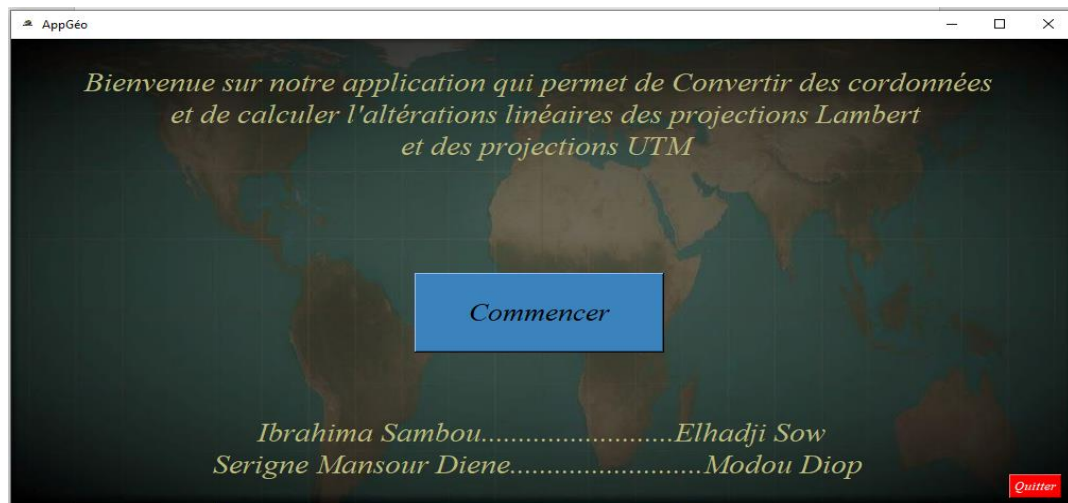 AppGéo
Bienvenue sur notre application qui permet de Convertir des cordonnées
et de calculer l'altérations linéaires des projections Lambert
et des projections UTM
Commencer
Ibrahima Sambou...........................Elhadji Sow
Serigne Mansour Diene...........................Modou Diop
Quitter